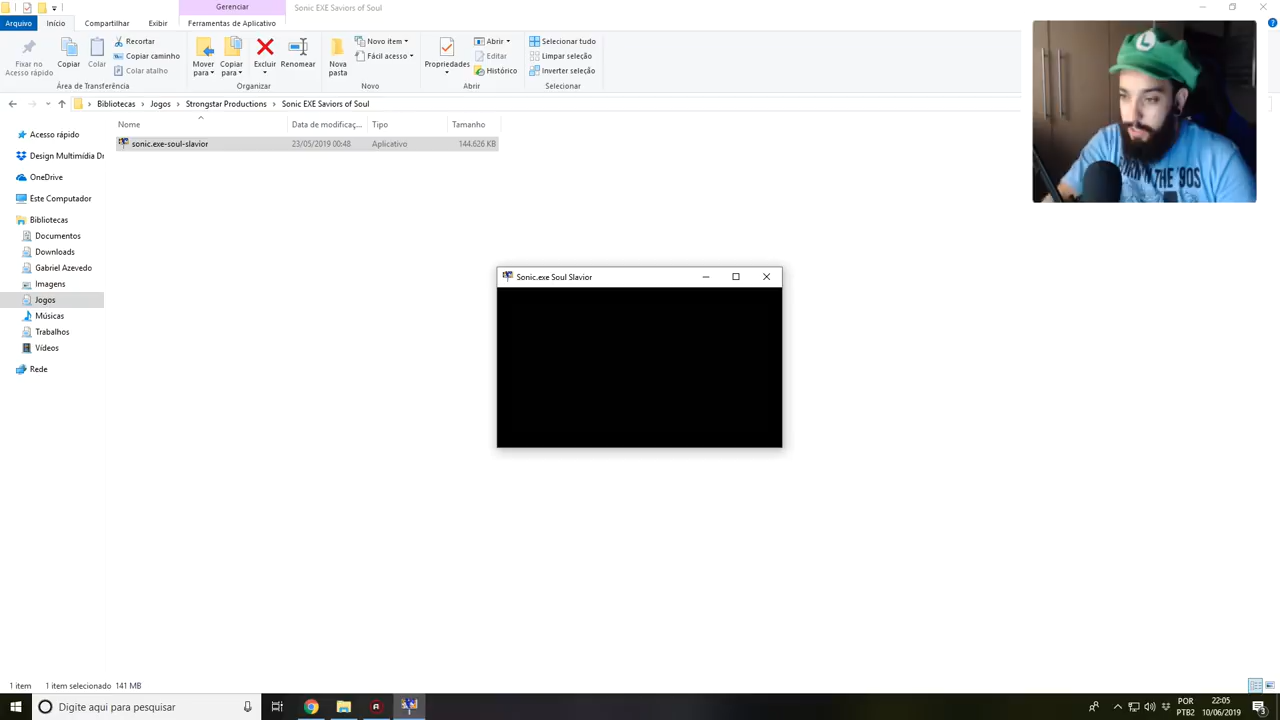 Gerenciar
Sonic EXE Saviors of Soul
Arquivo
Início
Compartilhar
Exibir
Ferramentas de Aplicativo
Fixar no
Acesso rápido
Copiar
Colar
Recortar
Copiar caminho
Colar atalho
Área de Transferência
Mover
para
Copiar
para
Excluir
Renomear
Organizar
Nova
pasta
Novo item
Fácil acesso
Novo
Propriedades
Abrir
Editar
Histórico
Abrir
Selecionar tudo
Limpar seleção
Inverter seleção
Selecionar
Bibliotecas
Jogos
Strongstar Productions
Sonic EXE Saviors of Soul
Nome
Data de modificaç...
Tipo
Tamanho
sonic.exe-soul-slavior
23/05/2019 00:48
Aplicativo
144.626 KB
Acesso rápido
Design Multimídia Dr
OneDrive
Este Computador
Bibliotecas
Documentos
Downloads
Gabriel Azevedo
Imagens
Jogos
Músicas
Trabalhos
Vídeos
Rede
Sonic.exe Soul Slavior
L
THE '90S
1 item
1 item selecionado
141 MB
Digite aqui para pesquisar
POR
PTB2
22:05
10/06/2019
3